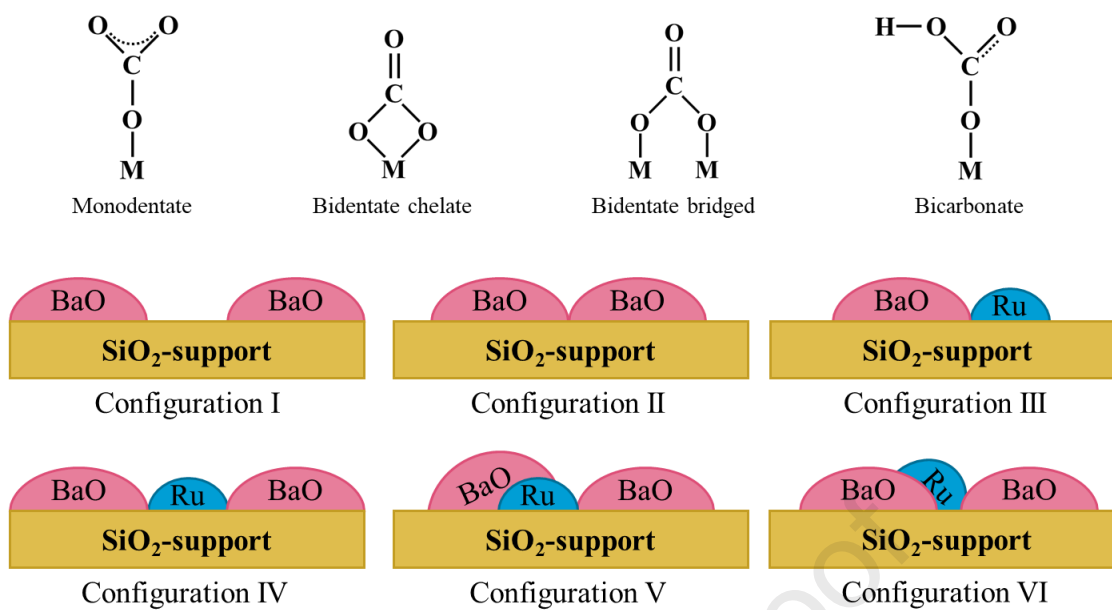 O O
C
O
M
Monodentate
O
C
O O
M
Bidentate chelate
O
C
O O
M M
Bidentate bridged
H O O
C
O
M
Bicarbonate
BaO BaO
SiO₂-support
Configuration I
BaO BaO
SiO₂-support
Configuration II
BaO Ru
SiO₂-support
Configuration III
BaO Ru BaO
SiO₂-support
Configuration IV
BaO Ru BaO
SiO₂-support
Configuration V
BaO Ru BaO
SiO₂-support
Configuration VI